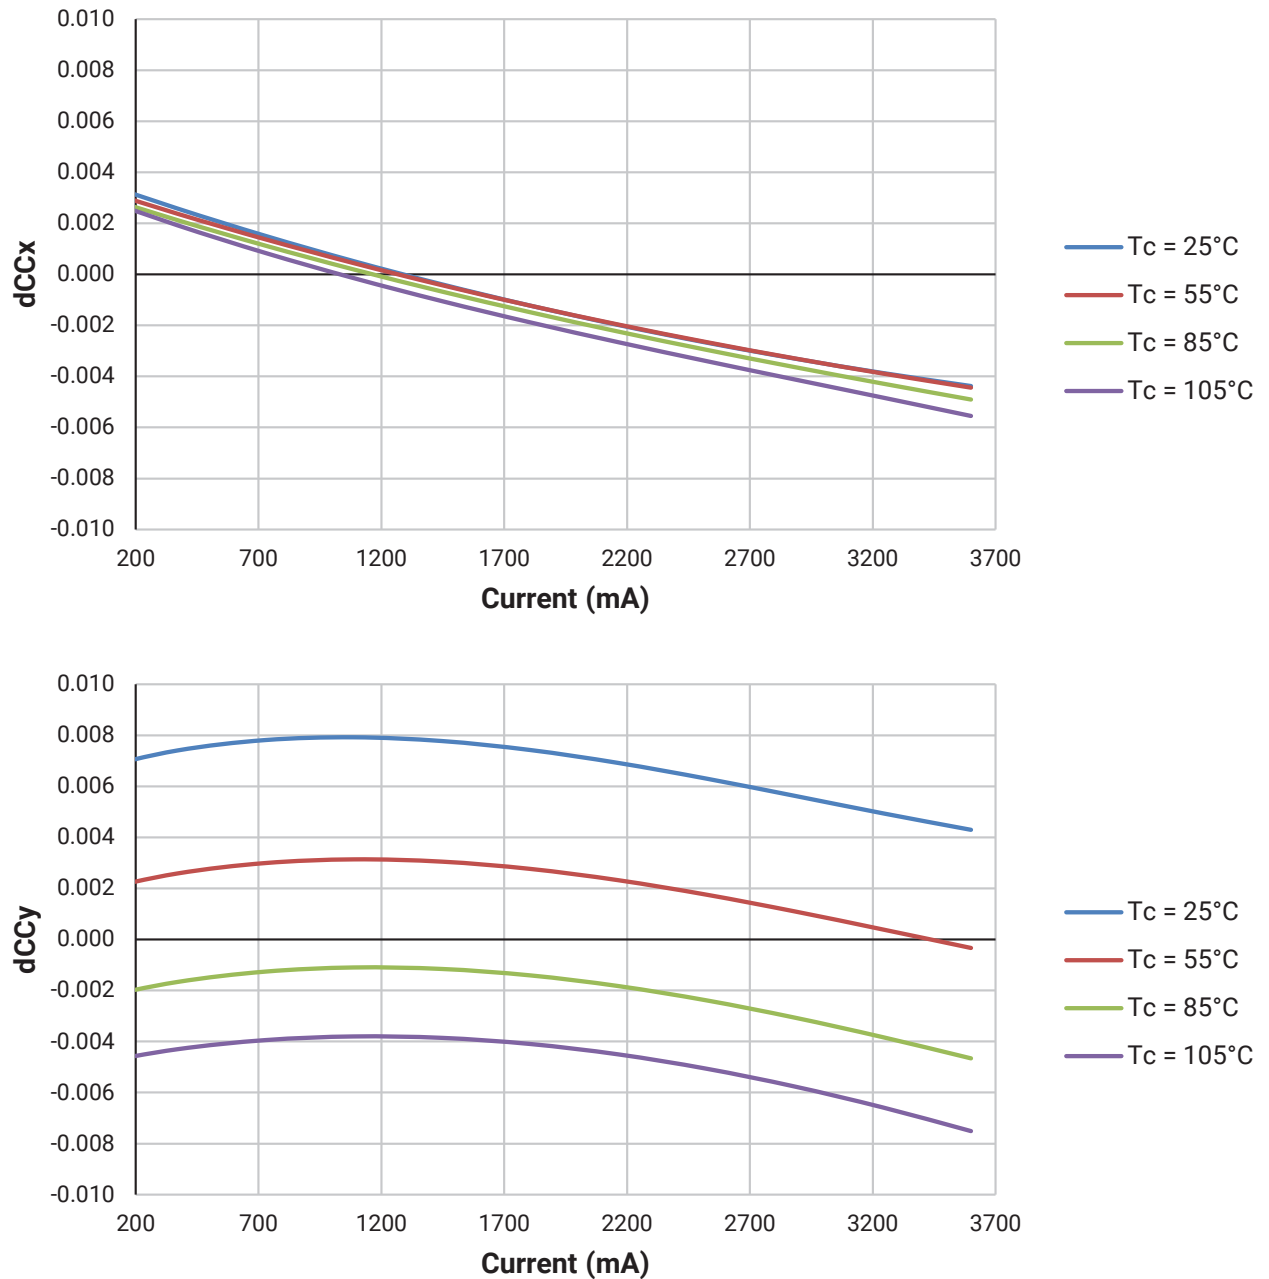 0.010
0.008
0.006
0.004
0.002
0.000
-0.002
-0.004
-0.006
-0.008
-0.010
dCCx
200 700 1200 1700 2200 2700 3200 3700
Current (mA)
Tc = 25°C
Tc = 55°C
Tc = 85°C
Tc = 105°C
0.010
0.008
0.006
0.004
0.002
0.000
-0.002
-0.004
-0.006
-0.008
-0.010
dCCy
200 700 1200 1700 2200 2700 3200 3700
Current (mA)
Tc = 25°C
Tc = 55°C
Tc = 85°C
Tc = 105°C